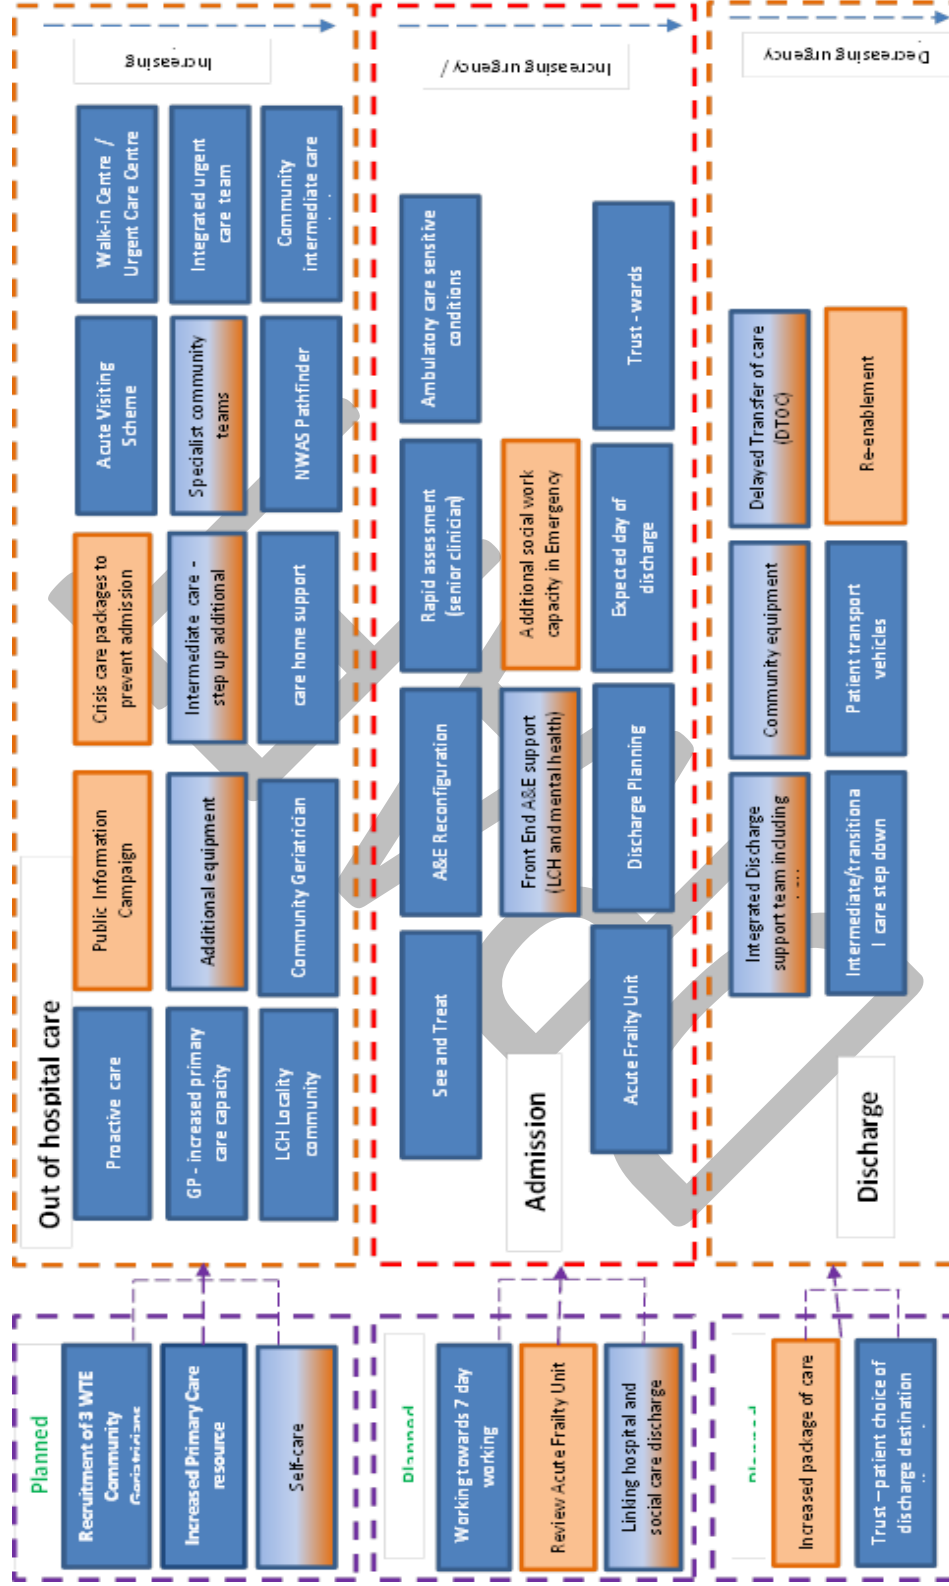 Out of hospital care
Proactive care
Public Information
Campaign
Crisis care packages to
prevent admission
Acute Visiting
Scheme
Walk-in Centre /
Urgent Care Centre
GP - increased primary
care capacity
Additional equipment
Intermediate care -
step up additional
Specialist community
teams
Integrated urgent
care team
LCH Locality
community
Community Geriatrician
care home support
NWAS Pathfinder
Community
intermediate care
Increasing
Planned
Recruitment of 3 WTE
Community
Geriatricians
Increased Primary Care
resource
Self-care
Admission
See and Treat
A&E Reconfiguration
Rapid assessment
(senior clinician)
Ambulatory care sensitive
conditions
Front End A&E support
(LCH and mental health)
Additional social work
capacity in Emergency
Acute Frailty Unit
Discharge Planning
Expected day of
discharge
Trust - wards
Increasing urgency /
Planned
Working towards 7 day
working
Review Acute Frailty Unit
Linking hospital and
social care discharge
Discharge
Integrated Discharge
support team including
Community equipment
Delayed Transfer of care
(DTOC)
Intermediate/transitiona
l care step down
Patient transport
vehicles
Re-enablement
Decreasing urgency
Planned
Increased package of care
Trust – patient choice of
discharge destination